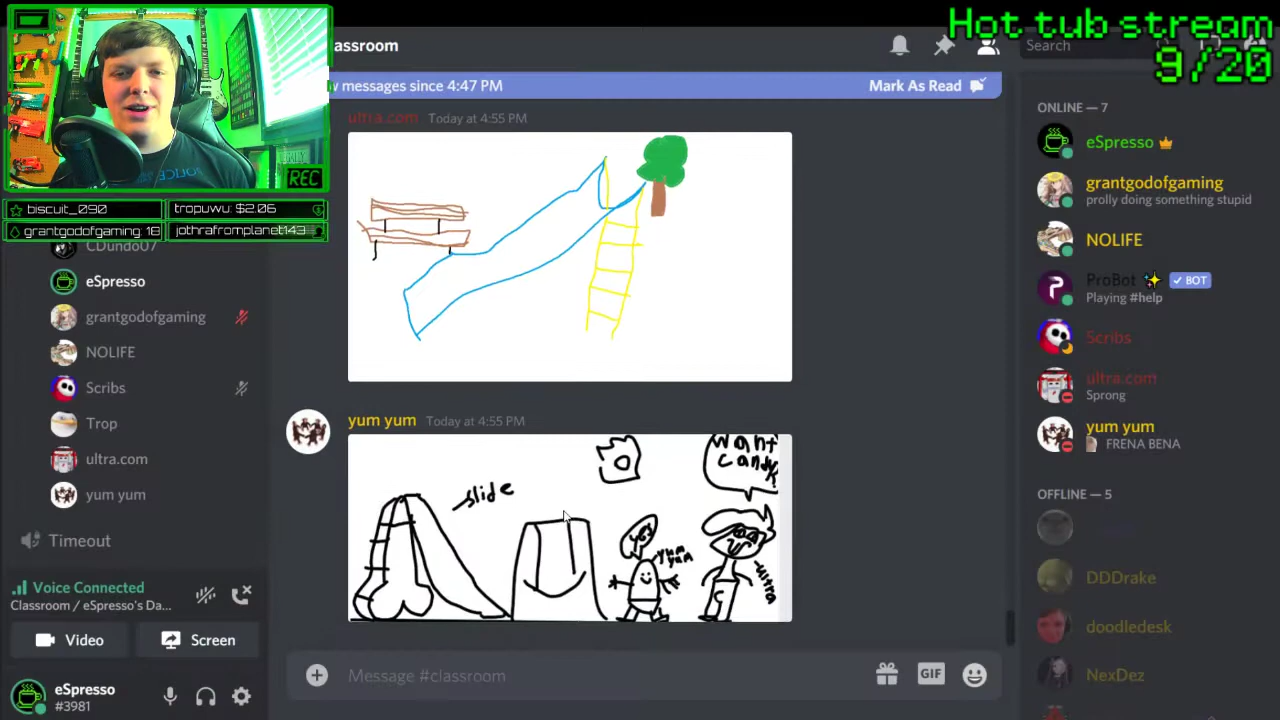 Hot tub stream
9/20
REC
biscuit_090
tropuwu: $2.06
grantgodofgaming: 18
jothrafromplanet143
CDundo07
eSpresso
grantgodofgaming
NOLIFE
Scribs
Trop
ultra.com
yum yum
Timeout
Voice Connected
Classroom / eSpresso's Da...
Video
Screen
eSpresso
#3981
assroom
w messages since 4:47 PM
Mark As Read
ultra.com Today at 4:55 PM
yum yum Today at 4:55 PM
slide
want
candy
yum
yum
ultra
Message #classroom
GIF
Search
ONLINE — 7
eSpresso
grantgodofgaming
prolly doing something stupid
NOLIFE
ProBot
BOT
Playing #help
Scribs
ultra.com
Sprong
yum yum
FRENA BENA
OFFLINE — 5
DDDrake
doodledesk
NexDez